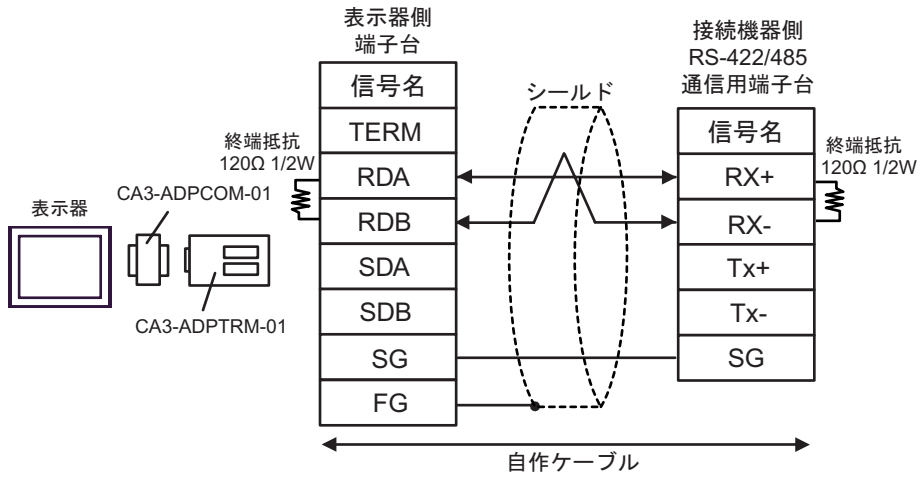 表示器側
端子台
信号名
TERM
RDA
RDB
SDA
SDB
SG
FG
終端抵抗
120Ω 1/2W
表示器
CA3-ADPCOM-01
CA3-ADPTRM-01
シールド
接続機器側
RS-422/485
通信用端子台
信号名
RX+
RX-
Tx+
Tx-
SG
終端抵抗
120Ω 1/2W
自作ケーブル